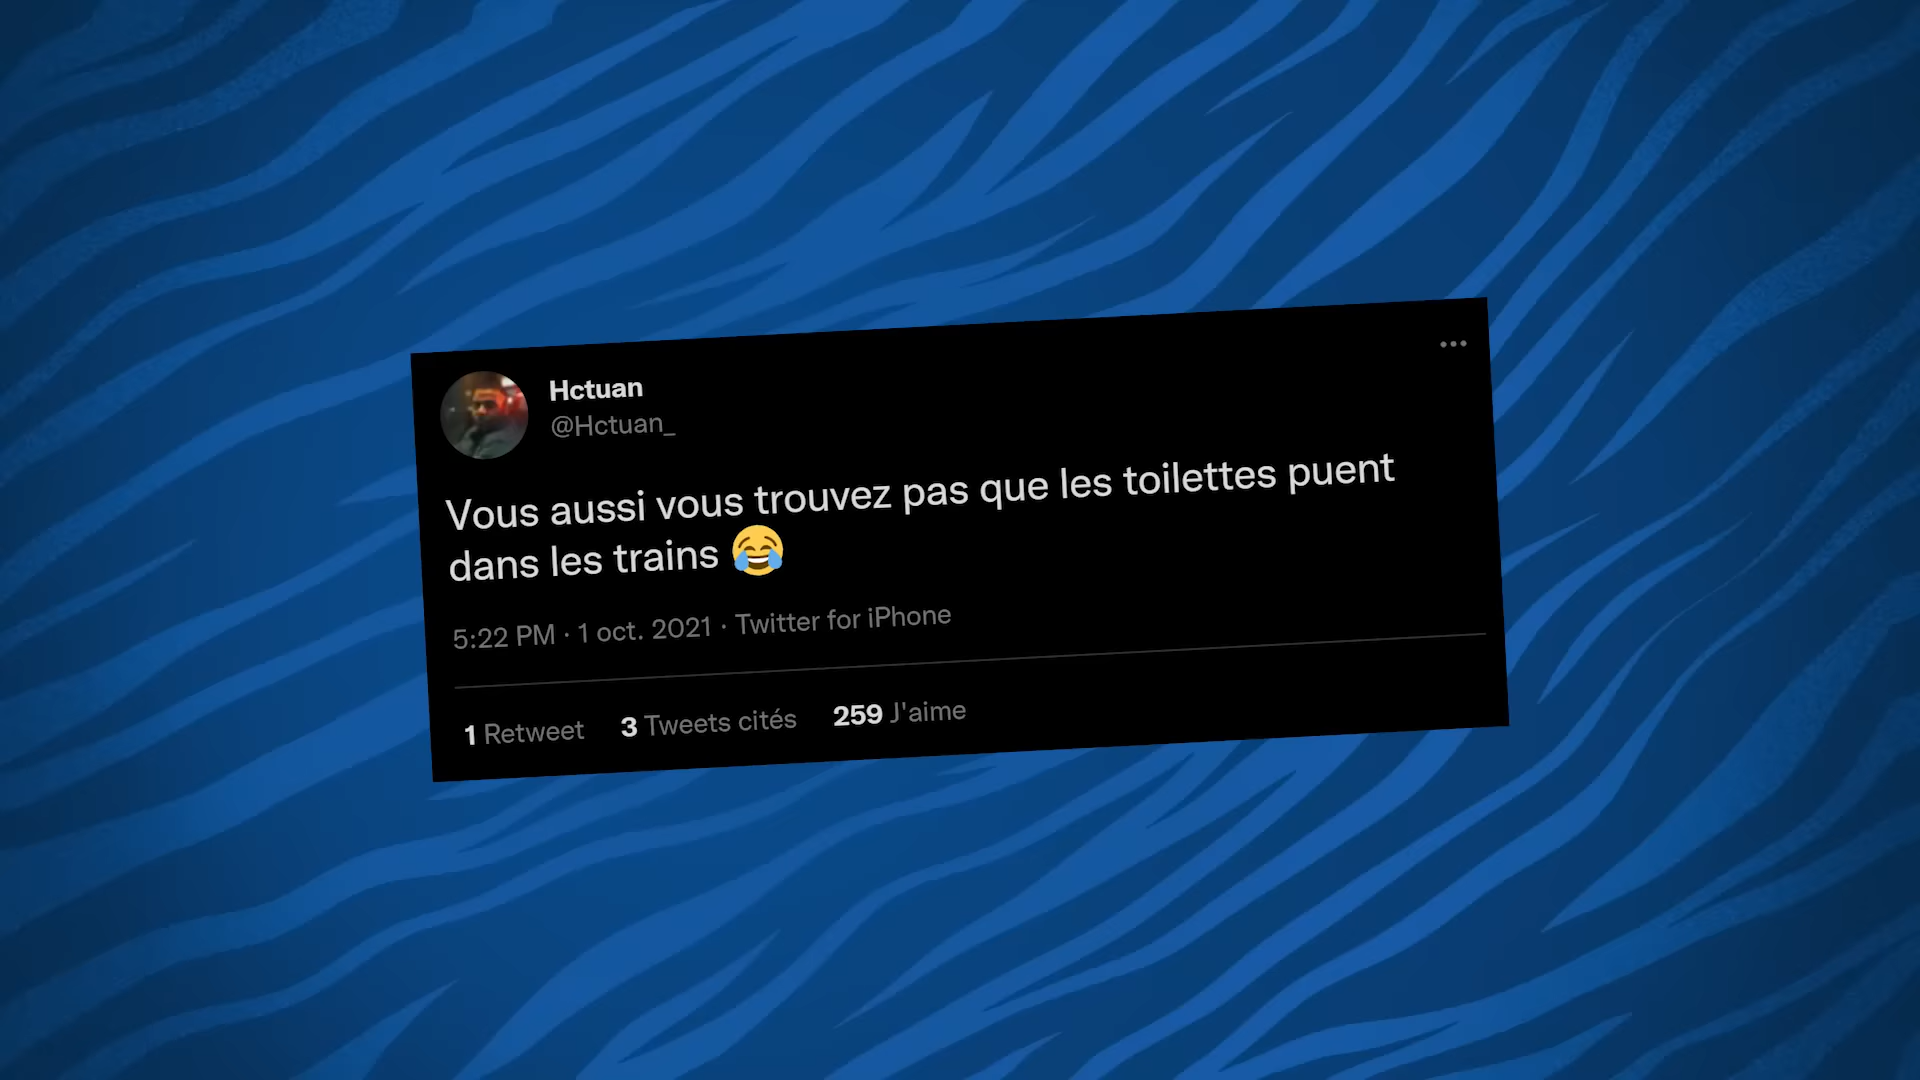 Hctuan
@Hctuan_
Vous aussi vous trouvez pas que les toilettes puent
dans les trains 😂
5:22 PM · 1 oct. 2021 · Twitter for iPhone
1 Retweet 3 Tweets cités 259 J'aime